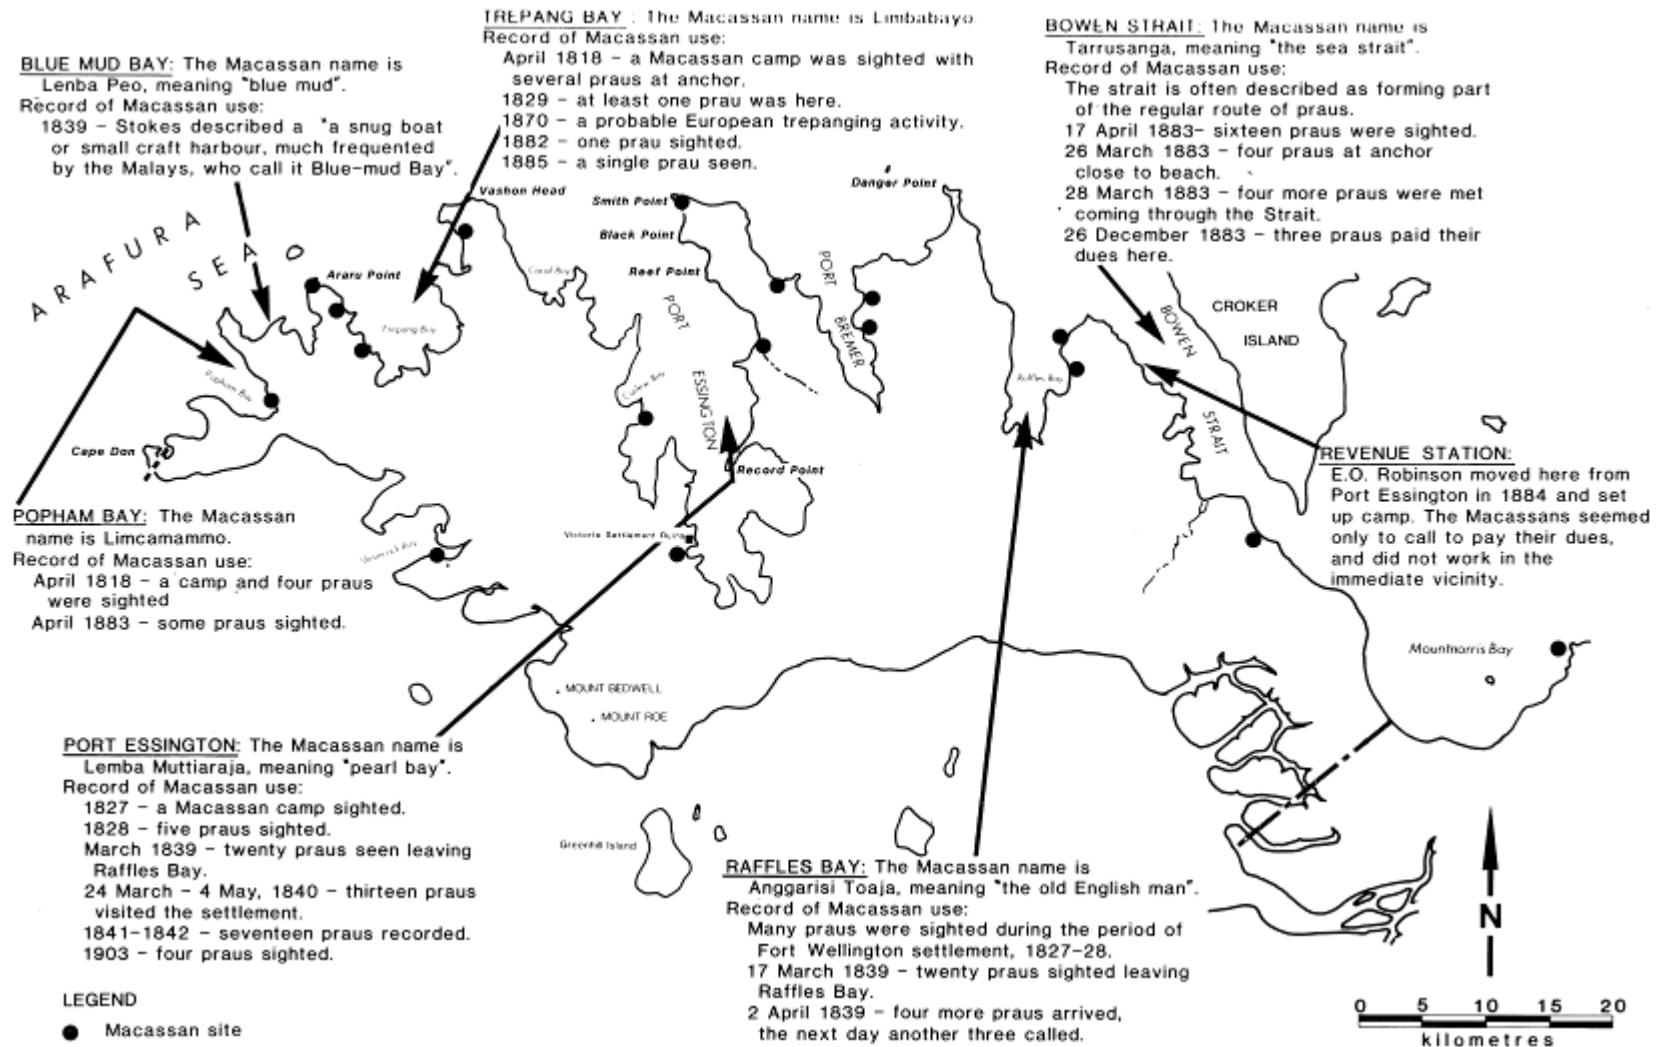 TREPANG BAY : The Macassan name is Limbabayo.
Record of Macassan use:
April 1818 - a Macassan camp was sighted with
several praus at anchor.
1829 - at least one prau was here.
1870 - a probable European trepanging activity.
1882 - one prau sighted.
1885 - a single prau seen.
BOWEN STRAIT: The Macassan name is
Tarrusanga, meaning "the sea strait".
Record of Macassan use:
The strait is often described as forming part
of the regular route of praus.
17 April 1883- sixteen praus were sighted.
26 March 1883 - four praus at anchor
close to beach.
28 March 1883 - four more praus were met
coming through the Strait.
26 December 1883 - three praus paid their
dues here.
BLUE MUD BAY: The Macassan name is
Lenba Peo, meaning "blue mud".
Record of Macassan use:
1839 - Stokes described a "a snug boat
or small craft harbour, much frequented
by the Malays, who call it Blue-mud Bay".
ARAFURA
SEA
Vashon Head
Smith Point
Black Point
Reef Point
Danger Point
Araru Point
Trepang Bay
Popham Bay
Cape Don
PORT
ESSINGTON
PORT
BREMER
Raffles Bay
BOWEN
STRAIT
CROKER
ISLAND
Record Point
Victoria Settlement Ruins
REVENUE STATION:
E.O. Robinson moved here from
Port Essington in 1884 and set
up camp. The Macassans seemed
only to call to pay their dues,
and did not work in the
immediate vicinity.
POPHAM BAY: The Macassan
name is Limcamammo.
Record of Macassan use:
April 1818 - a camp and four praus
were sighted
April 1883 - some praus sighted.
MOUNT BEDWELL
MOUNT ROE
Mountnorris Bay
Greenhill Island
PORT ESSINGTON: The Macassan name is
Lemba Muttiaraja, meaning "pearl bay".
Record of Macassan use:
1827 - a Macassan camp sighted.
1828 - five praus sighted.
March 1839 - twenty praus seen leaving
Raffles Bay.
24 March - 4 May, 1840 - thirteen praus
visited the settlement.
1841-1842 - seventeen praus recorded.
1903 - four praus sighted.
RAFFLES BAY: The Macassan name is
Anggarisi Toaja, meaning "the old English man".
Record of Macassan use:
Many praus were sighted during the period of
Fort Wellington settlement, 1827-28.
17 March 1839 - twenty praus sighted leaving
Raffles Bay.
2 April 1839 - four more praus arrived,
the next day another three called.
LEGEND
Macassan site
N
0 5 10 15 20
kilometres